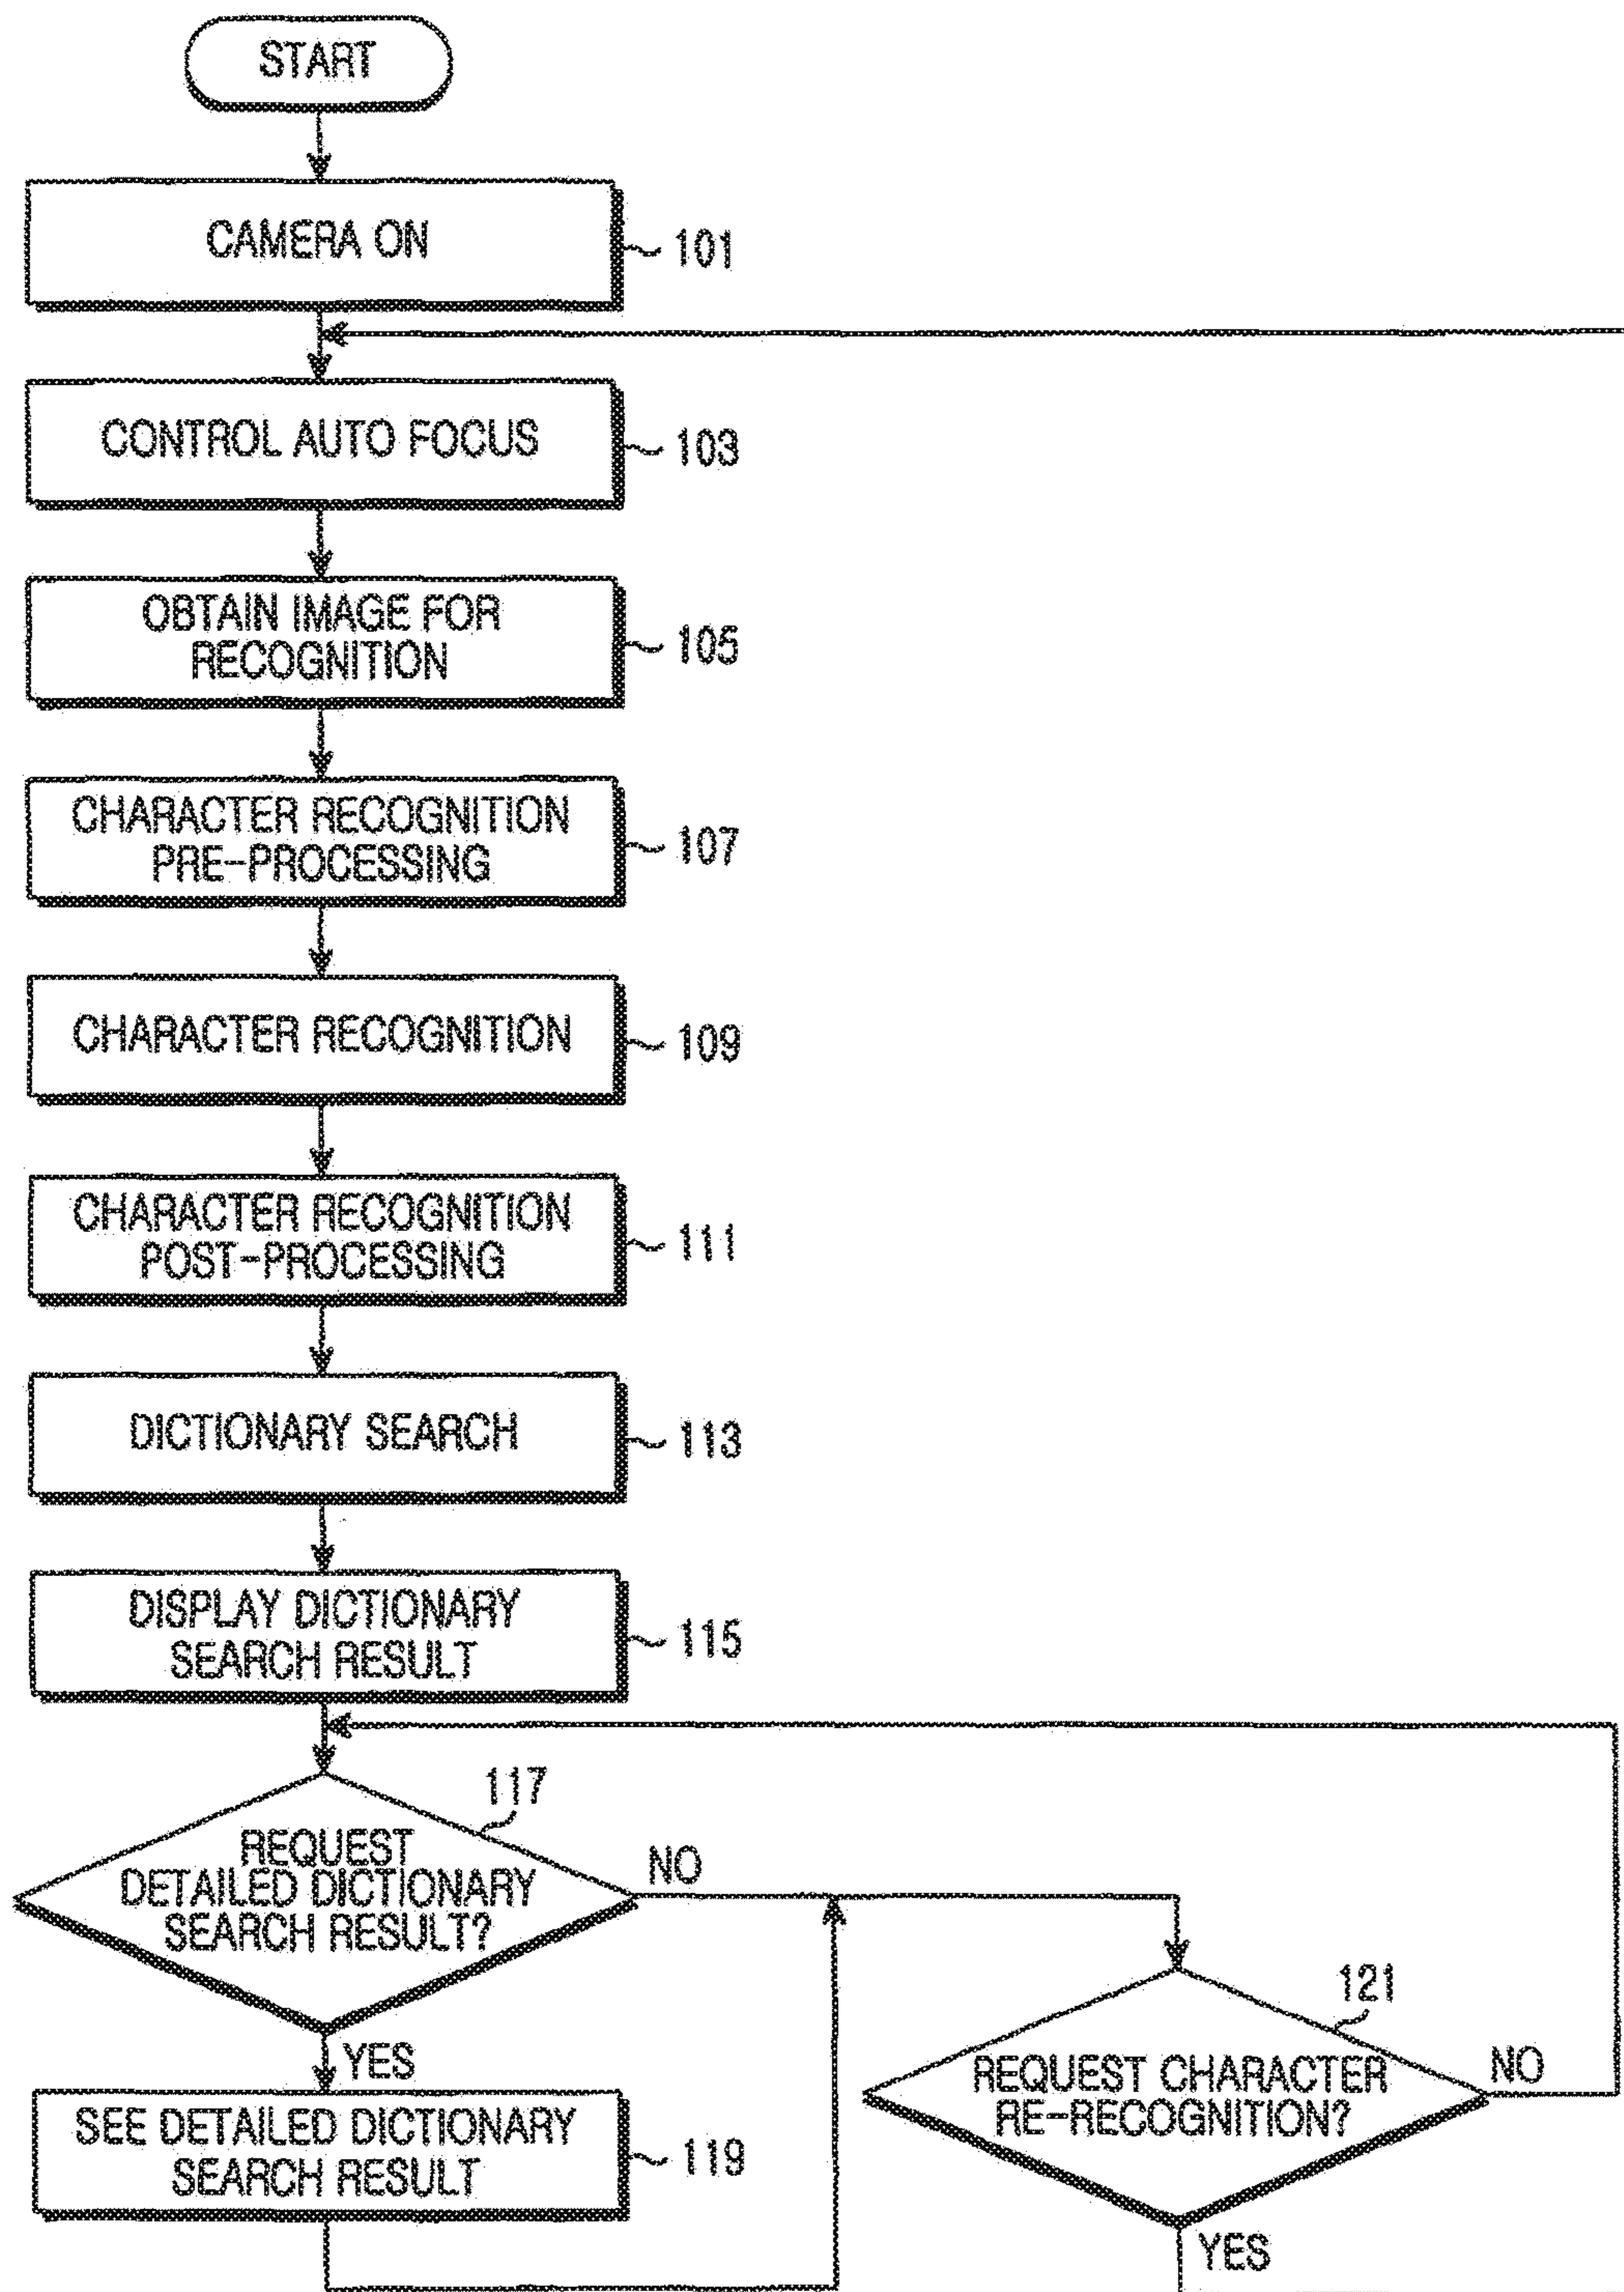 START
CAMERA ON
101
CONTROL AUTO FOCUS
103
OBTAIN IMAGE FOR
RECOGNITION
105
CHARACTER RECOGNITION
PRE-PROCESSING
107
CHARACTER RECOGNITION
109
CHARACTER RECOGNITION
POST-PROCESSING
111
DICTIONARY SEARCH
113
DISPLAY DICTIONARY
SEARCH RESULT
115
117
REQUEST
DETAILED DICTIONARY
SEARCH RESULT?
NO
YES
SEE DETAILED DICTIONARY
SEARCH RESULT
119
121
REQUEST CHARACTER
RE-RECOGNITION?
NO
YES